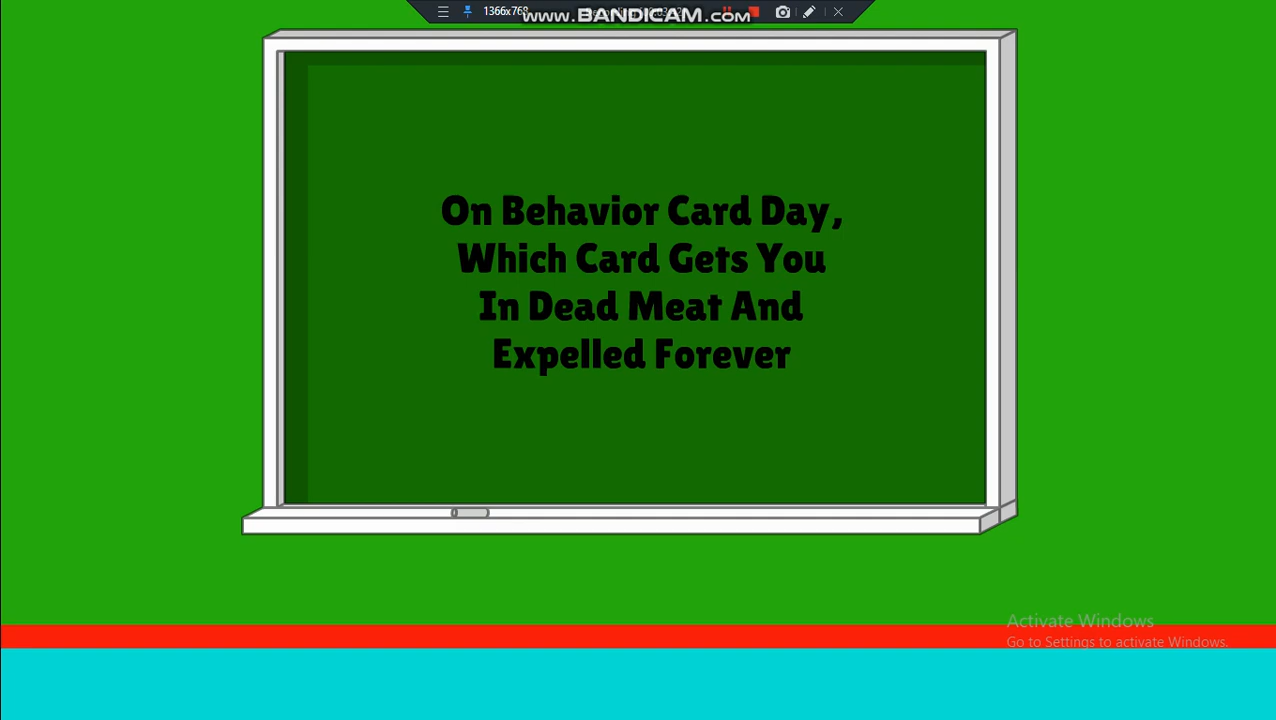 1366x768
www.BANDICAM.com
On Behavior Card Day,
Which Card Gets You
In Dead Meat And
Expelled Forever
Activate Windows
Go to Settings to activate Windows.